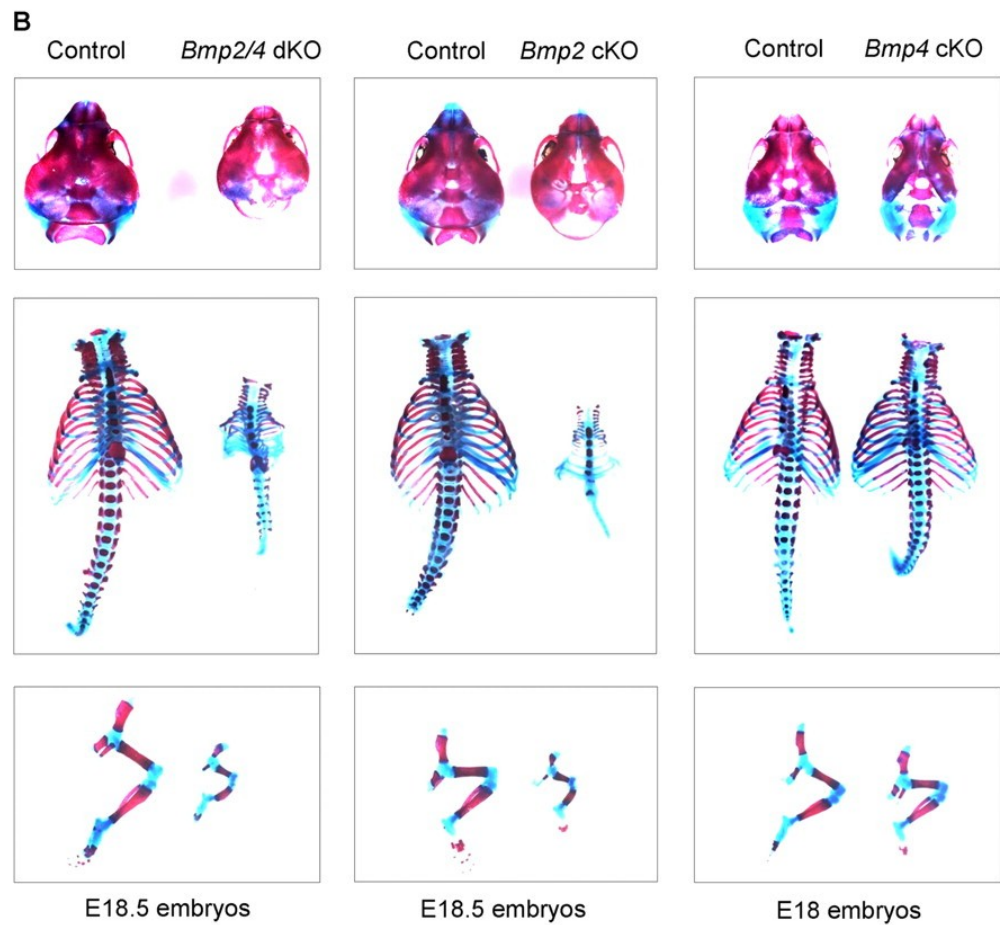 B
Control Bmp2/4 dKO Control Bmp2 cKO Control Bmp4 cKO
E18.5 embryos E18.5 embryos E18 embryos